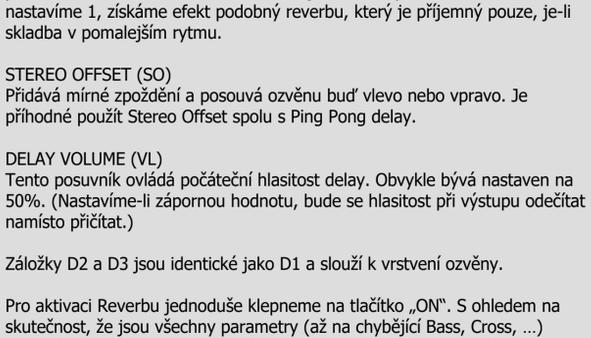 nastavíme 1, získáme efekt podobný reverbu, který je příjemný pouze, je-li
skladba v pomalejším rytmu.
STEREO OFFSET (SO)
Přidává mírné zpoždění a posouvá ozvěnu buď vlevo nebo vpravo. Je
příhodné použít Stereo Offset spolu s Ping Pong delay.
DELAY VOLUME (VL)
Tento posuvník ovládá počáteční hlasitost delay. Obvykle bývá nastaven na
50%. (Nastavíme-li zápornou hodnotu, bude se hlasitost při výstupu odečítat
namísto přičítat.)
Záložky D2 a D3 jsou identické jako D1 a slouží k vrstvení ozvěny.
Pro aktivaci Reverbu jednoduše klepneme na tlačítko „ON“. S ohledem na
skutečnost, že jsou všechny parametry (až na chybějící Bass, Cross, …)